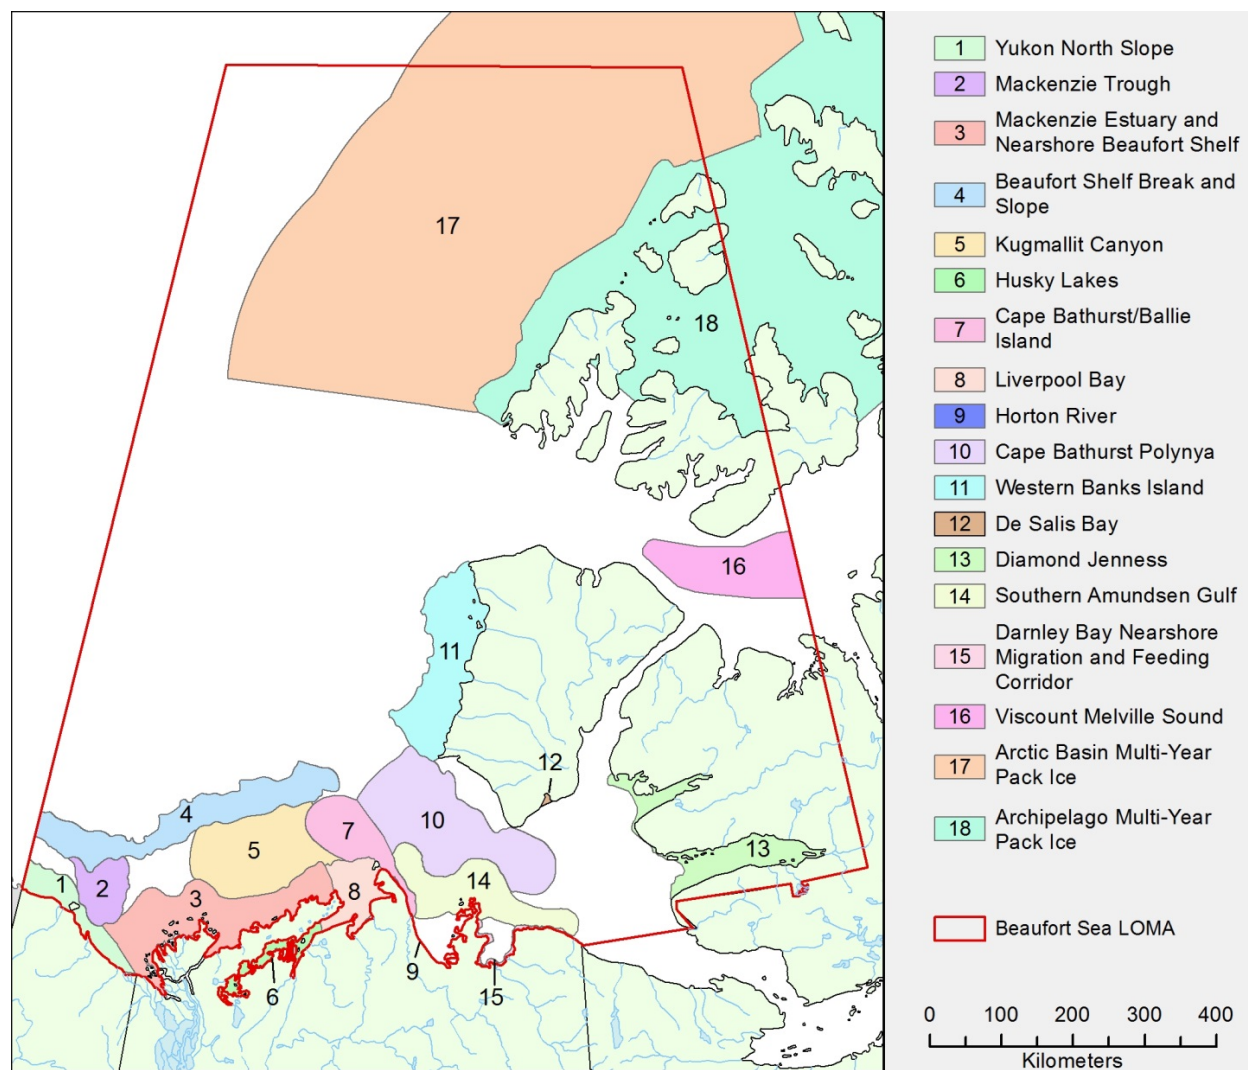 17
18
16
11
12
4
10
7
5
13
1
2
14
3
8
9
6
15
1 Yukon North Slope
2 Mackenzie Trough
3 Mackenzie Estuary and
Nearshore Beaufort Shelf
4 Beaufort Shelf Break and
Slope
5 Kugmallit Canyon
6 Husky Lakes
7 Cape Bathurst/Ballie
Island
8 Liverpool Bay
9 Horton River
10 Cape Bathurst Polynya
11 Western Banks Island
12 De Salis Bay
13 Diamond Jenness
14 Southern Amundsen Gulf
15 Darnley Bay Nearshore
Migration and Feeding
Corridor
16 Viscount Melville Sound
17 Arctic Basin Multi-Year
Pack Ice
18 Archipelago Multi-Year
Pack Ice
Beaufort Sea LOMA
0 100 200 300 400
Kilometers